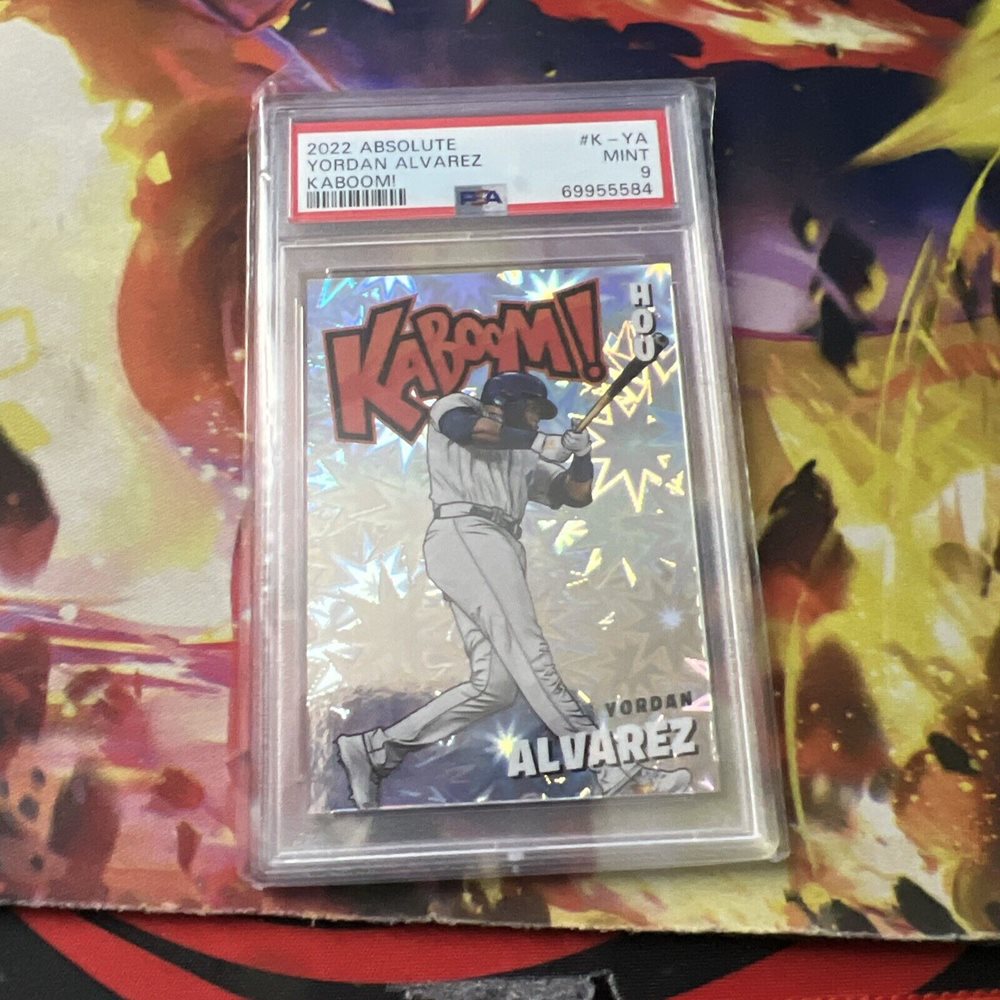 2022 ABSOLUTE #K-YA
YORDAN ALVAREZ MINT
KABOOM! 9
PSA 69955584
KABOOM!
HOU
YORDAN
ALVAREZ